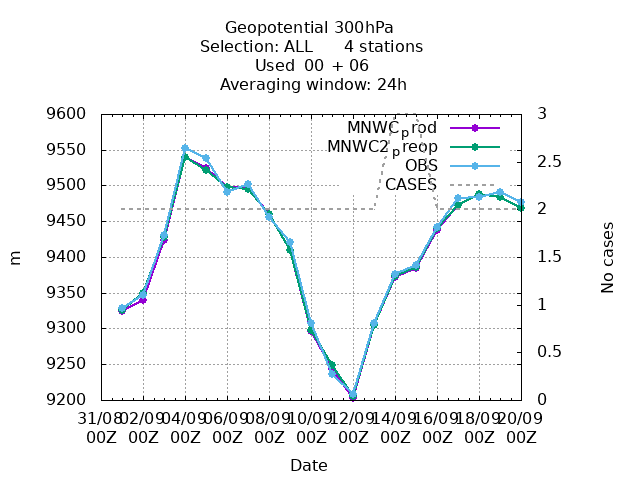 Geopotential 300hPa
Selection: ALL 4 stations
Used 00 + 06
Averaging window: 24h
MNWC_prod
MNWC2_preop
OBS
CASES
9600
9550
9500
9450
9400
9350
9300
9250
9200
3
2.5
2
1.5
1
0.5
0
m
No cases
31/08 02/09 04/09 06/09 08/09 10/09 12/09 14/09 16/09 18/09 20/09
00Z 00Z 00Z 00Z 00Z 00Z 00Z 00Z 00Z 00Z 00Z
Date